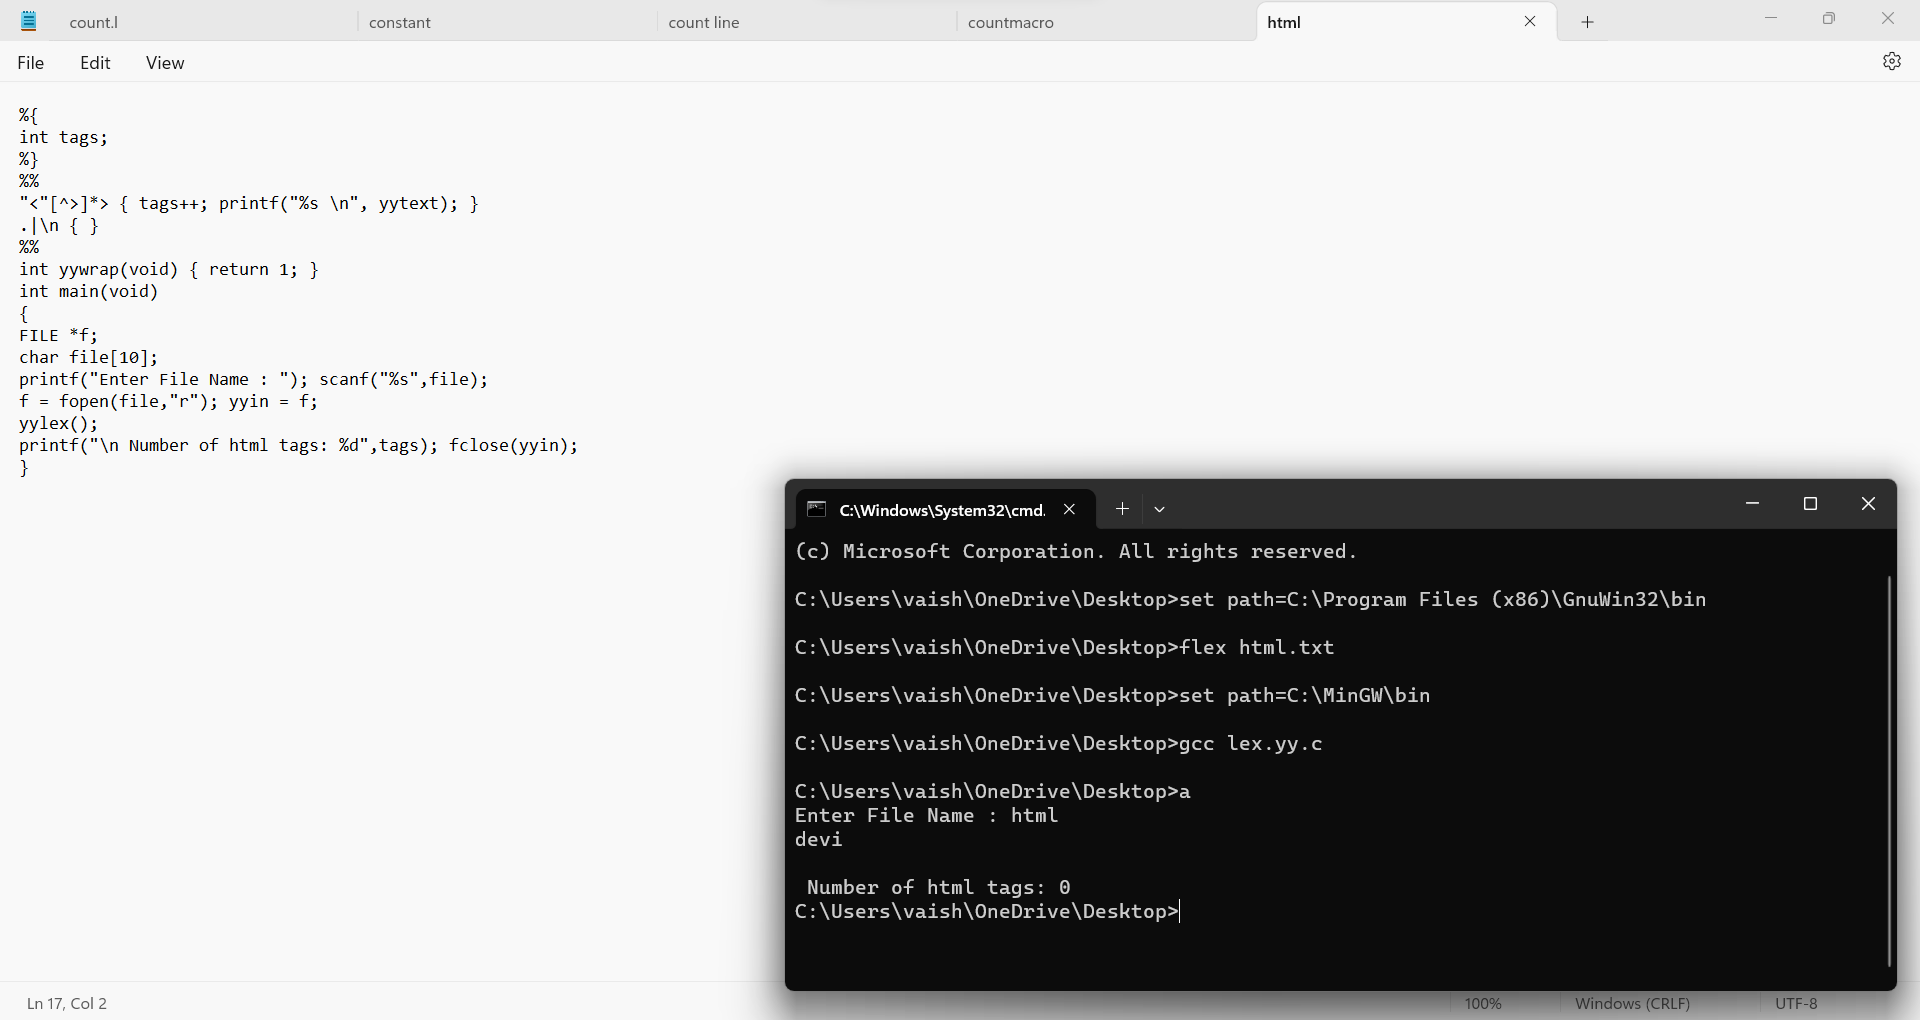 count.l
constant
count line
countmacro
html
File
Edit
View
%{
int tags;
%}
%%
"<"[^>]*> { tags++; printf("%s \n", yytext); }
.|\n { }
%%
int yywrap(void) { return 1; }
int main(void)
{
FILE *f;
char file[10];
printf("Enter File Name : "); scanf("%s",file);
f = fopen(file,"r"); yyin = f;
yylex();
printf("\n Number of html tags: %d",tags); fclose(yyin);
}
C:\Windows\System32\cmd.
(c) Microsoft Corporation. All rights reserved.
C:\Users\vaish\OneDrive\Desktop>set path=C:\Program Files (x86)\GnuWin32\bin
C:\Users\vaish\OneDrive\Desktop>flex html.txt
C:\Users\vaish\OneDrive\Desktop>set path=C:\MinGW\bin
C:\Users\vaish\OneDrive\Desktop>gcc lex.yy.c
C:\Users\vaish\OneDrive\Desktop>a
Enter File Name : html
devi
Number of html tags: 0
C:\Users\vaish\OneDrive\Desktop>
Ln 17, Col 2
100%
Windows (CRLF)
UTF-8